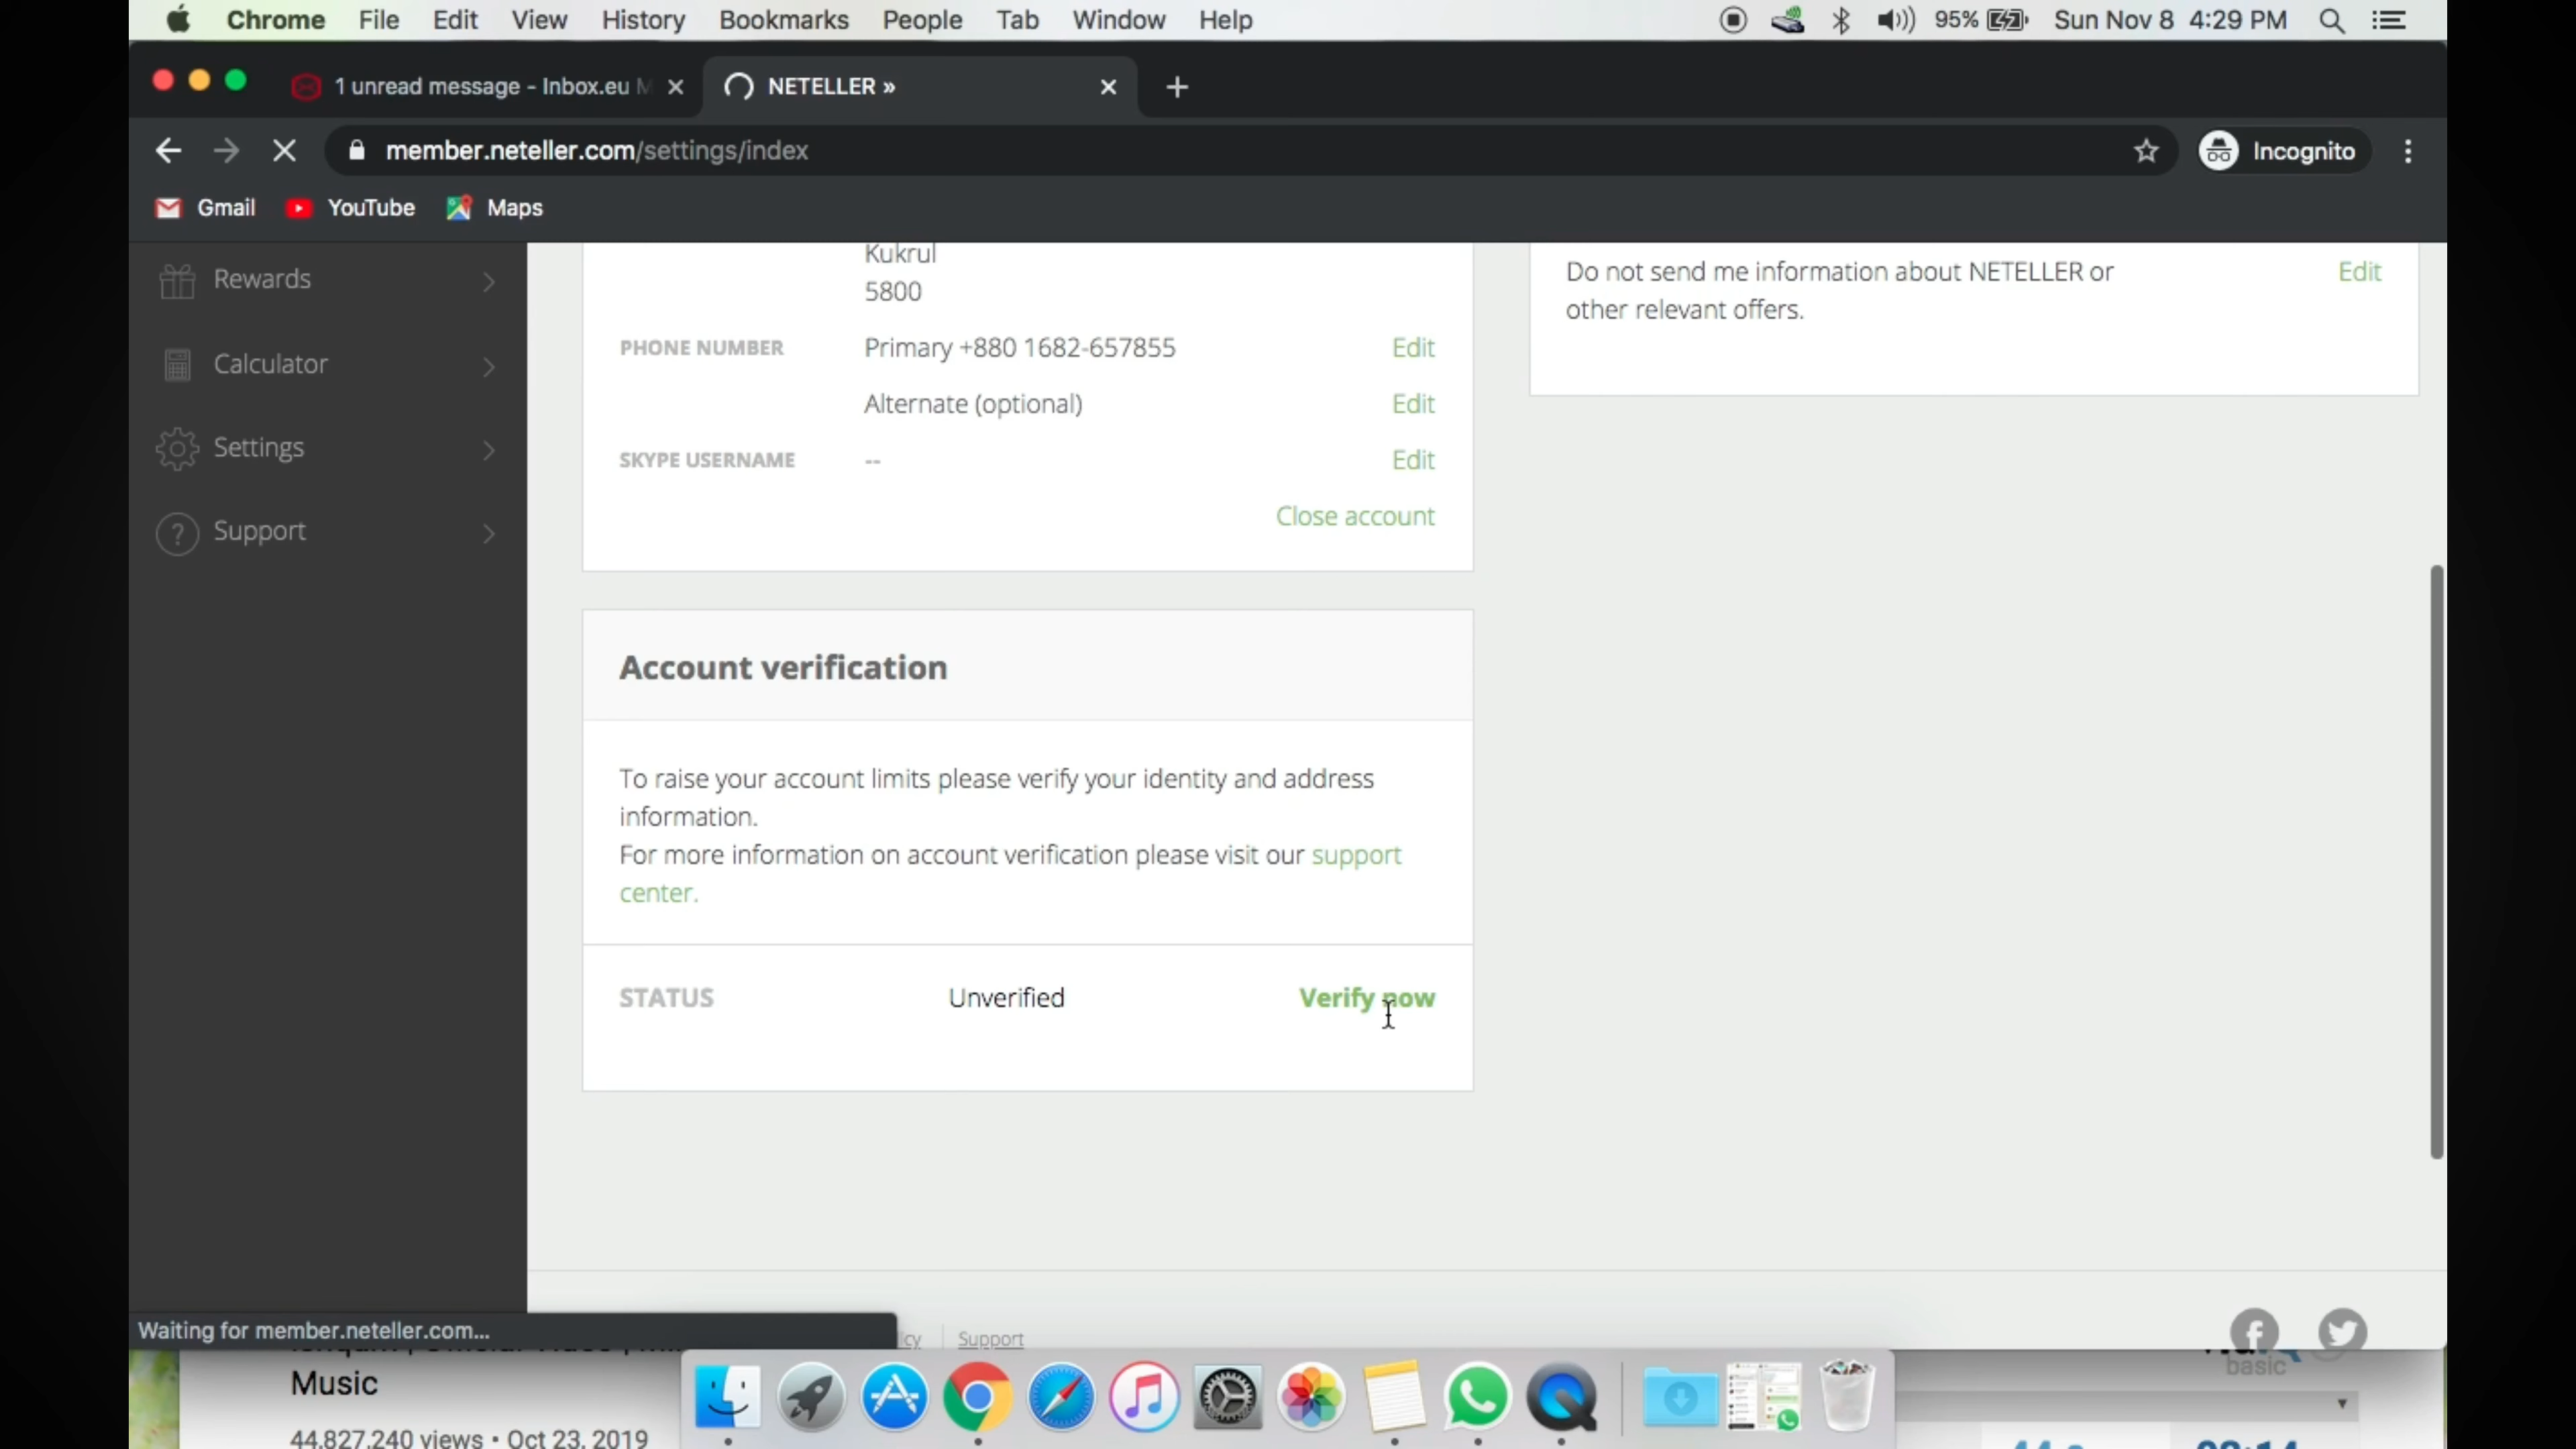 Chrome File Edit View History Bookmarks People Tab Window Help 95% Sun Nov 8 4:29 PM
1 unread message - Inbox.eu M NETELLER »
member.neteller.com/settings/index Incognito
Gmail YouTube Maps
Rewards
Calculator
Settings
Support
Kukrul
5800
PHONE NUMBER Primary +880 1682-657855 Edit
Alternate (optional) Edit
SKYPE USERNAME -- Edit
Close account
Do not send me information about NETELLER or Edit
other relevant offers.
Account verification
To raise your account limits please verify your identity and address
information.
For more information on account verification please visit our support
center.
STATUS Unverified Verify now
Waiting for member.neteller.com...
Support
basic
Music
44,827,240 views • Oct 23, 2019